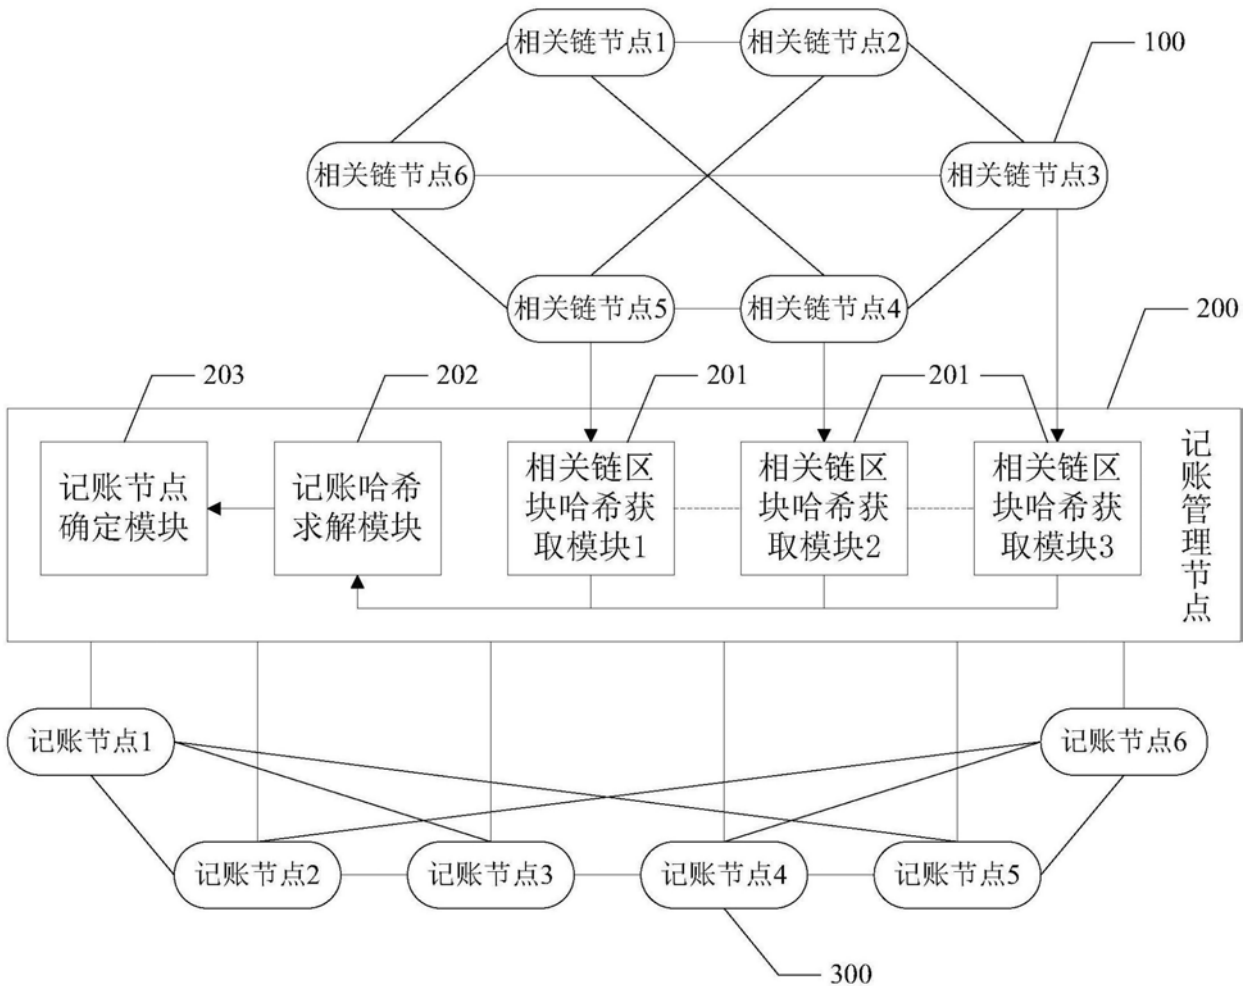 相关链节点1
相关链节点2
100
相关链节点6
相关链节点3
相关链节点5
相关链节点4
200
203
202
201
201
记账节点
确定模块
记账哈希
求解模块
相关链区
块哈希获
取模块1
相关链区
块哈希获
取模块2
相关链区
块哈希获
取模块3
记账管理节点
记账节点1
记账节点6
记账节点2
记账节点3
记账节点4
记账节点5
300